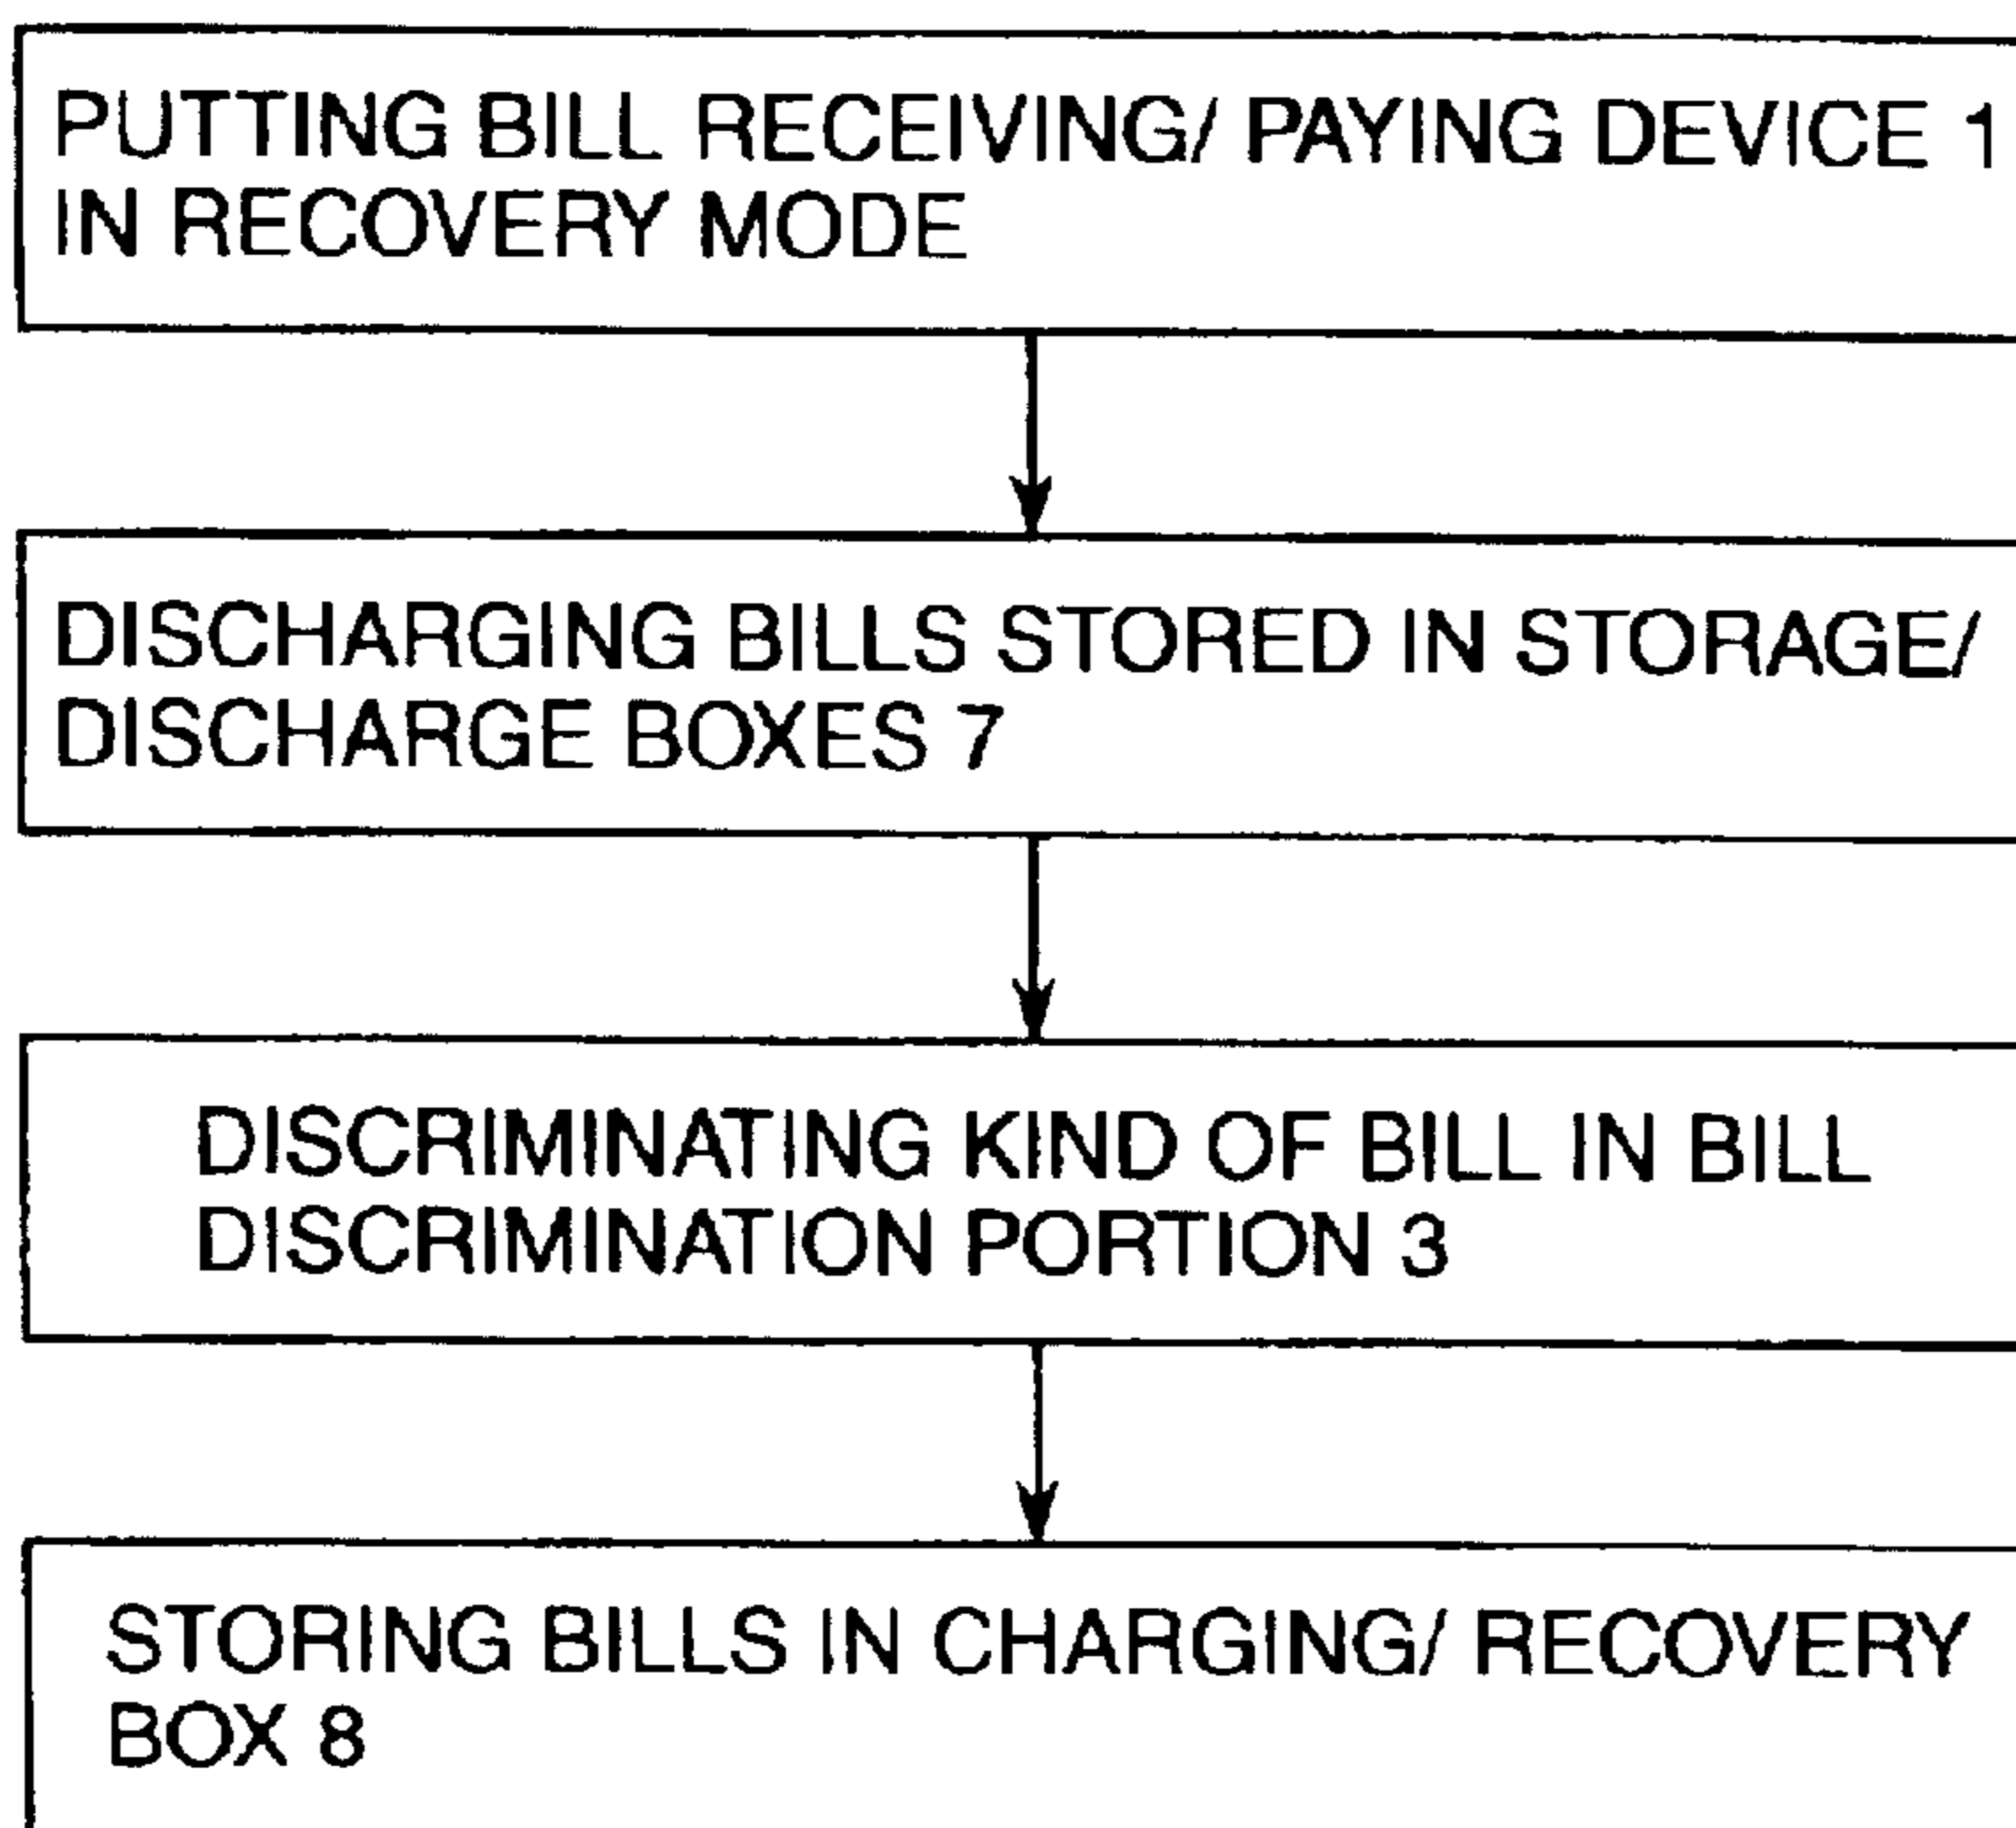 PUTTING BILL RECEIVING/ PAYING DEVICE 1
IN RECOVERY MODE
DISCHARGING BILLS STORED IN STORAGE/
DISCHARGE BOXES 7
DISCRIMINATING KIND OF BILL IN BILL
DISCRIMINATION PORTION 3
STORING BILLS IN CHARGING/ RECOVERY
BOX 8